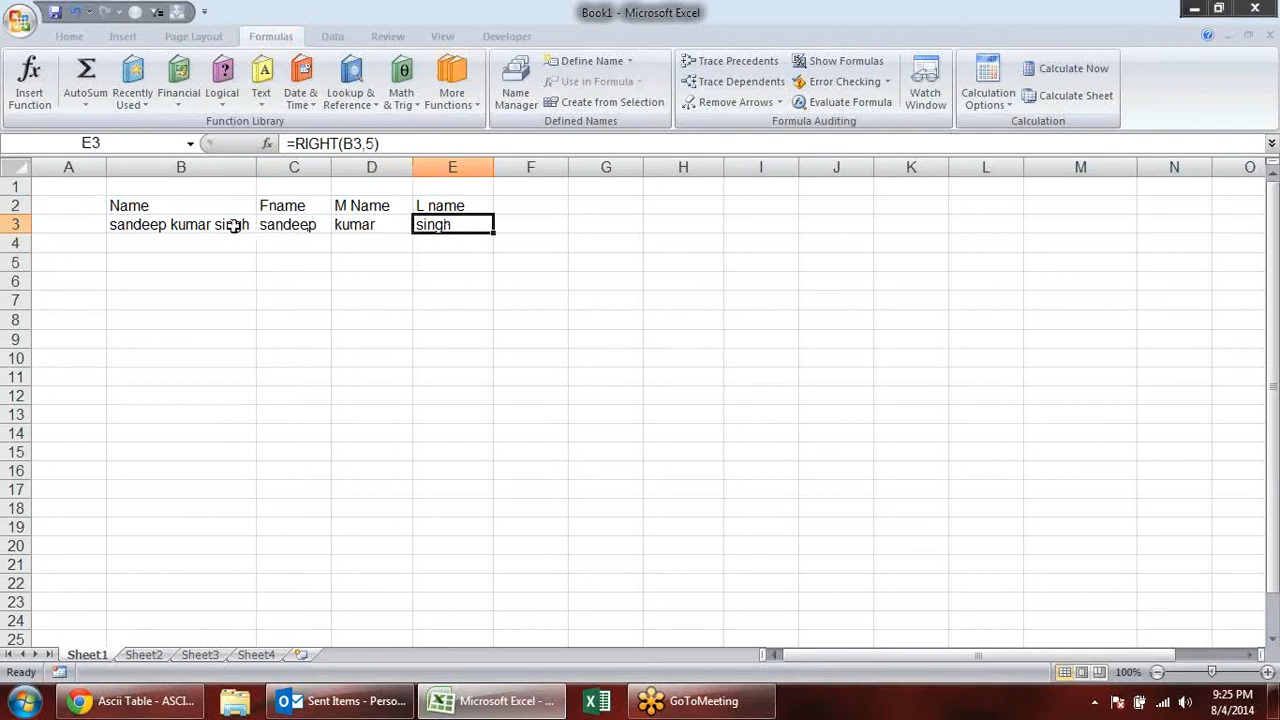 Book1 - Microsoft Excel
Home Insert Page Layout Formulas Data Review View Developer
fx Insert Function
Σ AutoSum
Recently Used
Financial
Logical
Text
Date & Time
Lookup & Reference
Math & Trig
More Functions
Function Library
Name Manager
Define Name
Use in Formula
Create from Selection
Defined Names
Trace Precedents
Trace Dependents
Remove Arrows
Show Formulas
Error Checking
Evaluate Formula
Watch Window
Formula Auditing
Calculation Options
Calculate Now
Calculate Sheet
Calculation
E3 fx =RIGHT(B3,5)
A B C D E F G H I J K L M N O
1
2 Name Fname M Name L name
3 sandeep kumar singh sandeep kumar singh
4
5
6
7
8
9
10
11
12
13
14
15
16
17
18
19
20
21
22
23
24
25
Sheet1 Sheet2 Sheet3 Sheet4
Ready 100%
Ascii Table - ASCI... Sent Items - Perso... Microsoft Excel - ... GoToMeeting
9:25 PM
8/4/2014